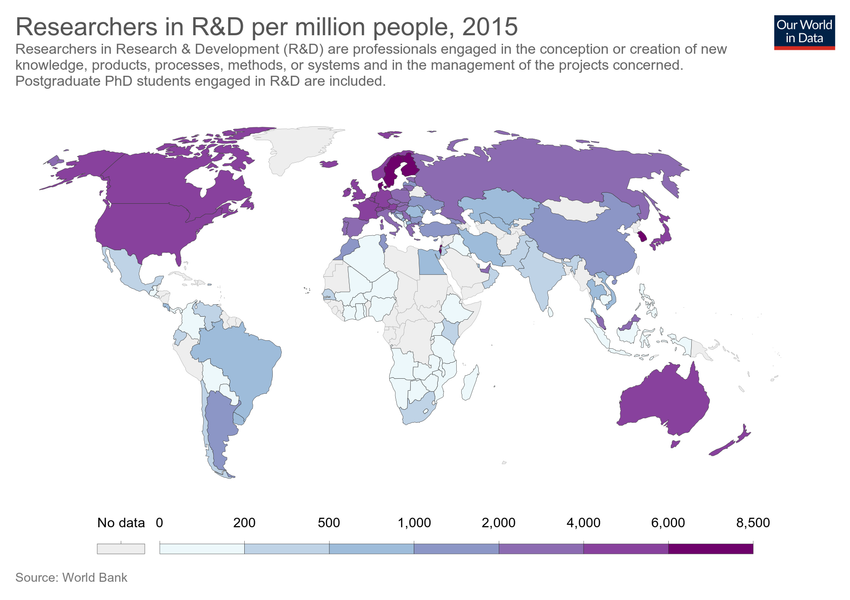 Researchers in R&D per million people, 2015
Our World
in Data
Researchers in Research & Development (R&D) are professionals engaged in the conception or creation of new
knowledge, products, processes, methods, or systems and in the management of the projects concerned.
Postgraduate PhD students engaged in R&D are included.
No data 0 200 500 1,000 2,000 4,000 6,000 8,500
Source: World Bank